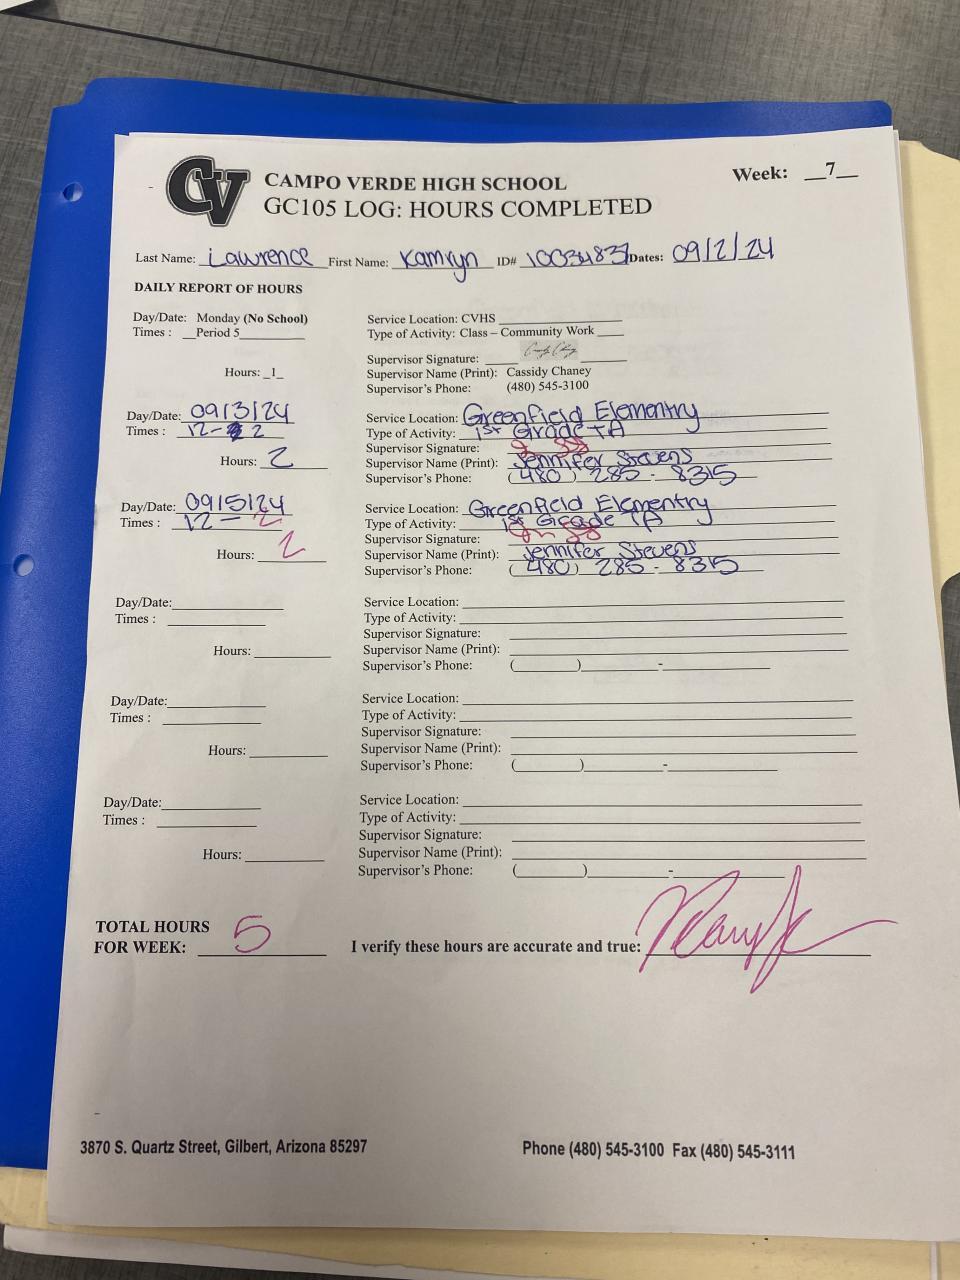 CV
Week: 7
CAMPO VERDE HIGH SCHOOL
GC105 LOG: HOURS COMPLETED
Last Name: Lawrence First Name: Kamryn ID# Dates: 09/2/24
DAILY REPORT OF HOURS
Day/Date: Monday (No School)
Times : Period 5
Hours: 1
Service Location: CVHS
Type of Activity: Class – Community Work
Supervisor Signature:
Supervisor Name (Print): Cassidy Chaney
Supervisor's Phone: (480) 545-3100
Day/Date: 09/3/24
Times : 12- 2
Hours: 2
Service Location: Greenfield Elementry
Type of Activity: 1st Grade TA
Supervisor Signature:
Supervisor Name (Print): Jennifer Stevens
Supervisor's Phone: (480) 285 - 8315
Day/Date: 09/5/24
Times : 12 - 2
Hours: 2
Service Location: Greenfield Elementry
Type of Activity: 1st Grade TA
Supervisor Signature:
Supervisor Name (Print): Jennifer Stevens
Supervisor's Phone: (480) 285 - 8315
Day/Date:
Times :
Hours:
Service Location:
Type of Activity:
Supervisor Signature:
Supervisor Name (Print):
Supervisor's Phone: ( ) -
Day/Date:
Times :
Hours:
Service Location:
Type of Activity:
Supervisor Signature:
Supervisor Name (Print):
Supervisor's Phone: ( ) -
Day/Date:
Times :
Hours:
Service Location:
Type of Activity:
Supervisor Signature:
Supervisor Name (Print):
Supervisor's Phone: ( ) -
TOTAL HOURS
FOR WEEK: 5
I verify these hours are accurate and true:
3870 S. Quartz Street, Gilbert, Arizona 85297
Phone (480) 545-3100 Fax (480) 545-3111